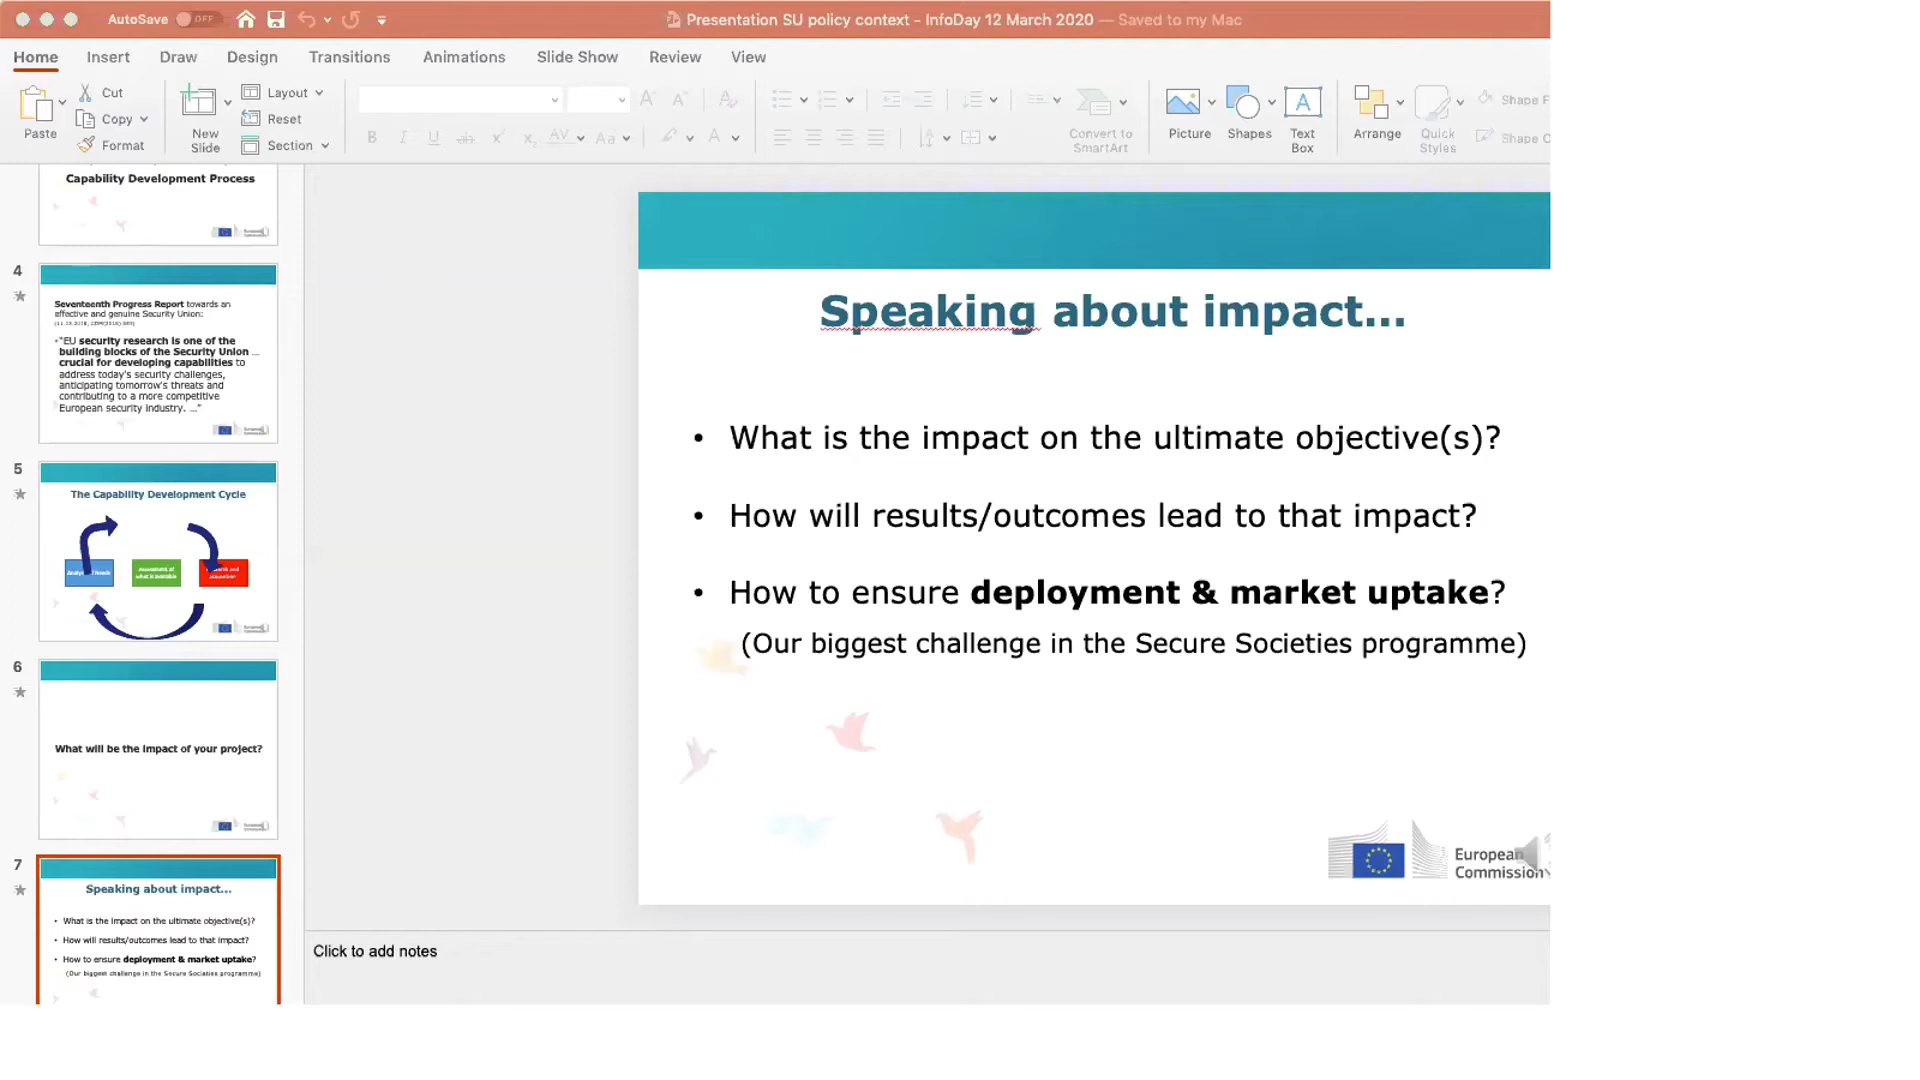 AutoSave OFF
Presentation SU policy context - InfoDay 12 March 2020 — Saved to my Mac
Home Insert Draw Design Transitions Animations Slide Show Review View
Paste
Cut
Copy
Format
New
Slide
Layout
Reset
Section
Convert to
SmartArt
Picture
Shapes
Text
Box
Arrange
Quick
Styles
Shape F
Shape O
Capability Development Process
4
Seventeenth Progress Report towards an
effective and genuine Security Union:
•"EU security research is one of the
building blocks of the Security Union ...
crucial for developing capabilities to
address today's security challenges,
anticipating tomorrow's threats and
contributing to a more competitive
European security industry. ..."
5
The Capability Development Cycle
Assessment of
what is available
6
What will be the impact of your project?
7
Speaking about impact...
• What is the impact on the ultimate objective(s)?
• How will results/outcomes lead to that impact?
• How to ensure deployment & market uptake?
(Our biggest challenge in the Secure Societies programme)
Speaking about impact...
• What is the impact on the ultimate objective(s)?
• How will results/outcomes lead to that impact?
• How to ensure deployment & market uptake?
(Our biggest challenge in the Secure Societies programme)
European
Commission
Click to add notes